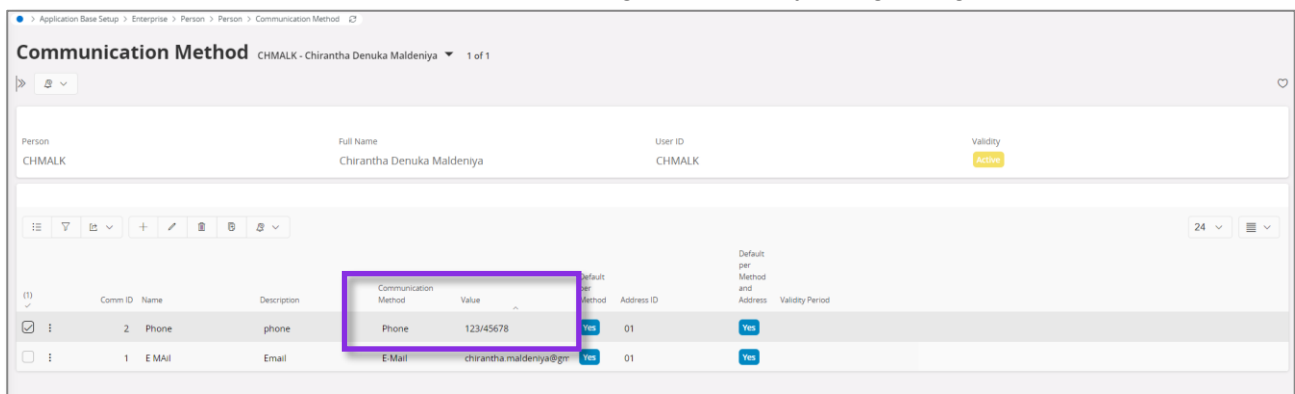 > Application Base Setup > Enterprise > Person > Person > Communication Method
Communication Method CHMALK - Chirantha Denuka Maldeniya 1 of 1
Person Full Name User ID Validity
CHMALK Chirantha Denuka Maldeniya CHMALK Active
24
(1) Comm ID Name Description Communication Method Value Default per Method Address ID Default per Method and Address Validity Period
2 Phone phone Phone 123/45678 Yes 01 Yes
1 E MAil Email E-Mail chirantha.maldeniya@ Yes 01 Yes